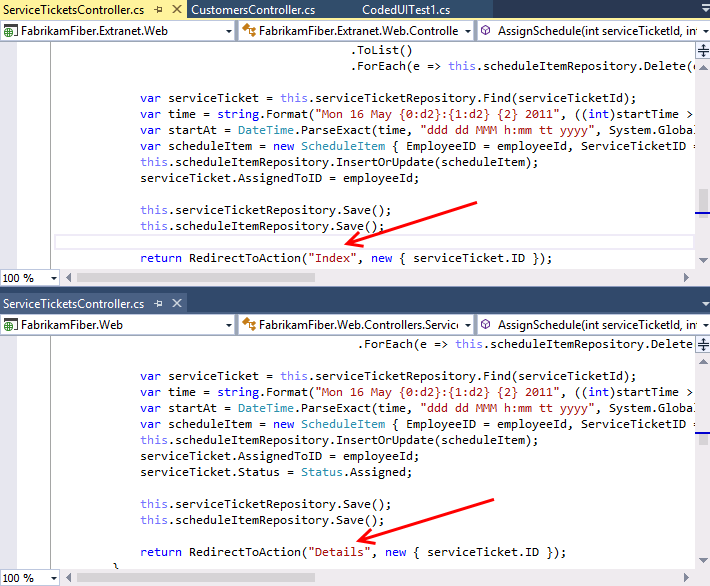 ServiceTicketsController.cs CustomersController.cs CodedUITest1.cs
FabrikamFiber.Extranet.Web FabrikamFiber.Extranet.Web.Controlle AssignSchedule(int serviceTicketId, int
.ToList()
.ForEach(e => this.scheduleItemRepository.Delete(
var serviceTicket = this.serviceTicketRepository.Find(serviceTicketId);
var time = string.Format("Mon 16 May {0:d2}:{1:d2} {2} 2011", ((int)startTime >
var startAt = DateTime.ParseExact(time, "ddd dd MMM h:mm tt yyyy", System.Global
var scheduleItem = new ScheduleItem { EmployeeID = employeeId, ServiceTicketID =
this.scheduleItemRepository.InsertOrUpdate(scheduleItem);
serviceTicket.AssignedToID = employeeId;
this.serviceTicketRepository.Save();
this.scheduleItemRepository.Save();
return RedirectToAction("Index", new { serviceTicket.ID });
100 %
ServiceTicketsController.cs
FabrikamFiber.Web FabrikamFiber.Web.Controllers.Servic AssignSchedule(int serviceTicketId, int
.ForEach(e => this.scheduleItemRepository.Delete
var serviceTicket = this.serviceTicketRepository.Find(serviceTicketId);
var time = string.Format("Mon 16 May {0:d2}:{1:d2} {2} 2011", ((int)startTime >
var startAt = DateTime.ParseExact(time, "ddd dd MMM h:mm tt yyyy", System.Global
var scheduleItem = new ScheduleItem { EmployeeID = employeeId, ServiceTicketID =
this.scheduleItemRepository.InsertOrUpdate(scheduleItem);
serviceTicket.AssignedToID = employeeId;
serviceTicket.Status = Status.Assigned;
this.serviceTicketRepository.Save();
this.scheduleItemRepository.Save();
return RedirectToAction("Details", new { serviceTicket.ID });
}
100 %